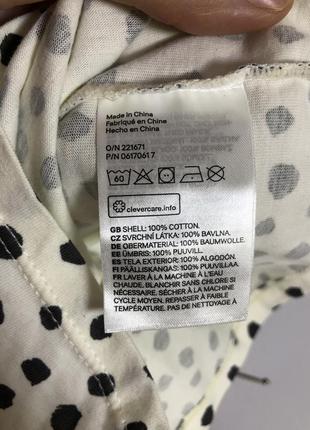 Made in China
Fabriqué en Chine
Hecho en China
O/N 221671
P/N 06170617
60
clevercare.info
GB SHELL: 100% COTTON.
CZ SVRCHNÍ LÁTKA: 100% BAVLNA.
DE OBERMATERIAL: 100% BAUMWOLLE.
EE ÜMBRIS: 100% PUUVILL.
ES TELA EXTERIOR: 100% ALGODÓN.
FI PÄÄLLISKANGAS: 100% PUUVILLA.
FR LAVER À LA MACHINE À L'EAU
CHAUDE. BLANCHIR SANS CHLORE SI
NÉCESSAIRE. SÉCHER À LA MACHINE,
CYCLE MOYEN. REPASSER À FAIBLE
TEMPÉRATURE. PAS DE NETTOYAGE À